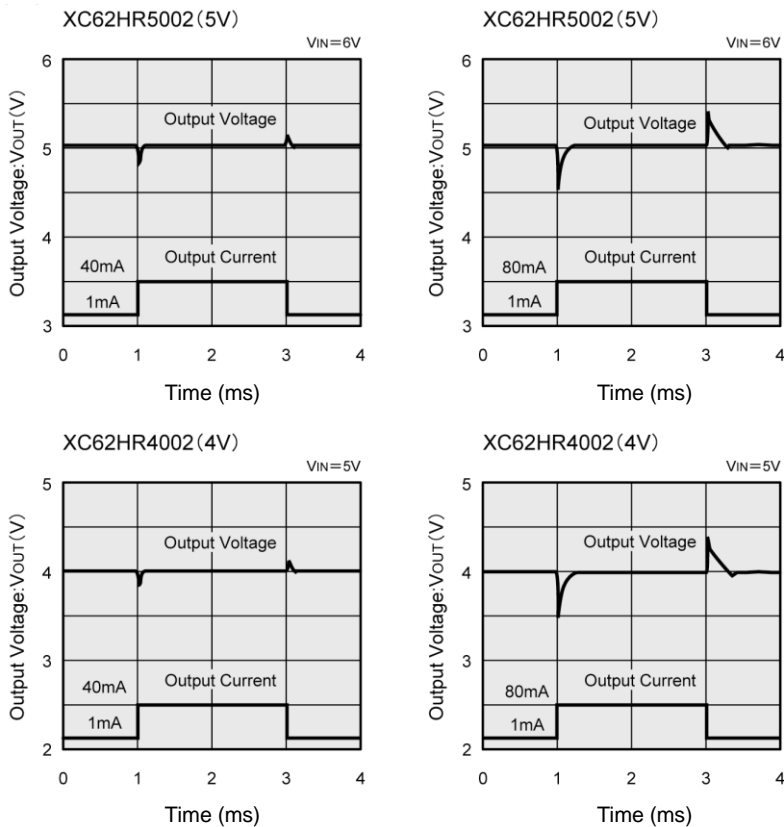 XC62HR5002(5V)
VIN=6V
Output Voltage:VOUT(V)
6
5
4
3
Output Voltage
Output Current
40mA
1mA
0 1 2 3 4
Time (ms)
XC62HR5002(5V)
VIN=6V
Output Voltage:VOUT(V)
6
5
4
3
Output Voltage
Output Current
80mA
1mA
0 1 2 3 4
Time (ms)
XC62HR4002(4V)
VIN=5V
Output Voltage:VOUT(V)
5
4
3
2
Output Voltage
Output Current
40mA
1mA
0 1 2 3 4
Time (ms)
XC62HR4002(4V)
VIN=5V
Output Voltage:VOUT(V)
5
4
3
2
Output Voltage
Output Current
80mA
1mA
0 1 2 3 4
Time (ms)